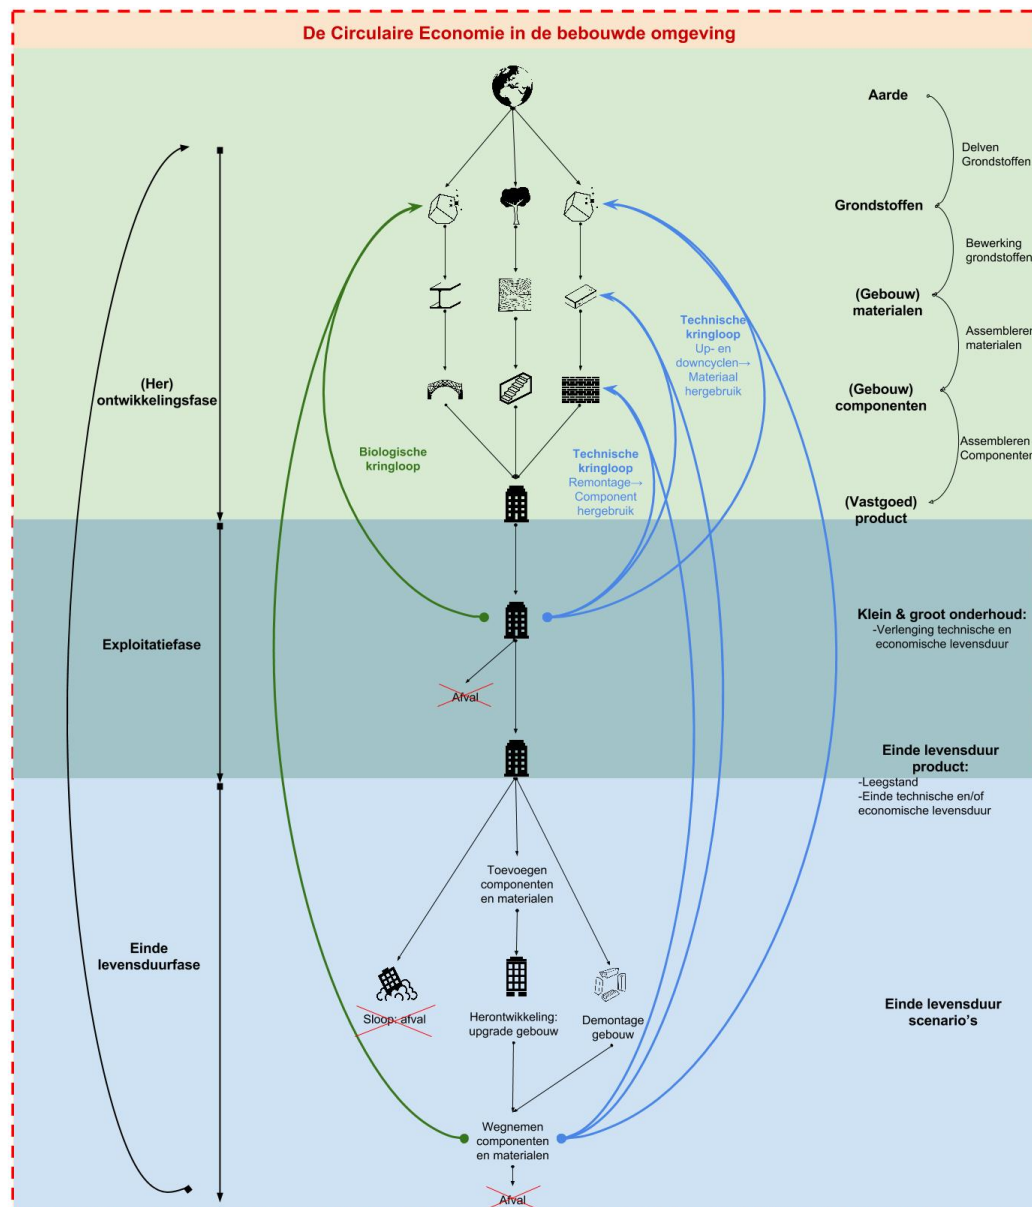 De Circulaire Economie in de bebouwde omgeving
Aarde
Delven
Grondstoffen
Grondstoffen
Bewerking
grondstoffen
(Gebouw)
materialen
Assembleren
materialen
(Gebouw)
componenten
Assembleren
Componenten
(Vastgoed)
product
(Her)
ontwikkelingsfase
Biologische
kringloop
Technische
kringloop
Up- en
downcyclen→
Materiaal
hergebruik
Technische
kringloop
Remontage→
Component
hergebruik
Exploitatiefase
Afval
Klein & groot onderhoud:
-Verlenging technische en
economische levensduur
Einde levensduur
product:
-Leegstand
-Einde technische en/of
economische levensduur
Einde
levensduurfase
Toevoegen
componenten
en materialen
Sloop: afval
Herontwikkeling:
upgrade gebouw
Demontage
gebouw
Einde levensduur
scenario's
Wegnemen
componenten
en materialen
Afval